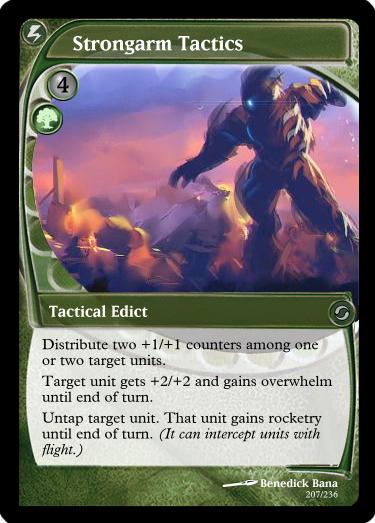 Strongarm Tactics
4
Tactical Edict
Distribute two +1/+1 counters among one
or two target units.
Target unit gets +2/+2 and gains overwhelm
until end of turn.
Untap target unit. That unit gains rocketry
until end of turn. (It can intercept units with
flight.)
Benedick Bana
207/236